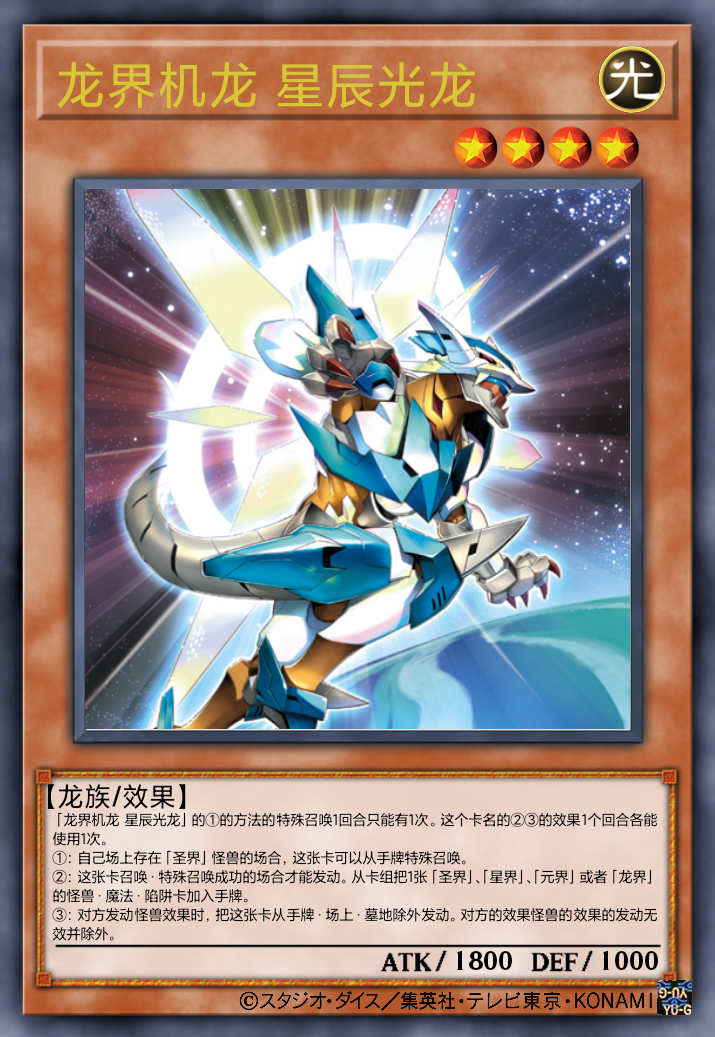 龙界机龙 星辰光龙
光
【龙族/效果】
「龙界机龙 星辰光龙」的①的方法的特殊召唤1回合只能有1次。这个卡名的②③的效果1个回合各能
使用1次。
①：自己场上存在「圣界」怪兽的场合，这张卡可以从手牌特殊召唤。
②：这张卡召唤·特殊召唤成功的场合才能发动。从卡组把1张「圣界」、「星界」、「元界」或者「龙界」
的怪兽·魔法·陷阱卡加入手牌。
③：对方发动怪兽效果时，把这张卡从手牌·场上·墓地除外发动。对方的效果怪兽的效果的发动无
效并除外。
ATK/ 1800 DEF/ 1000
©スタジオ・ダイス／集英社・テレビ東京・KONAMI
YU-G
YU-G